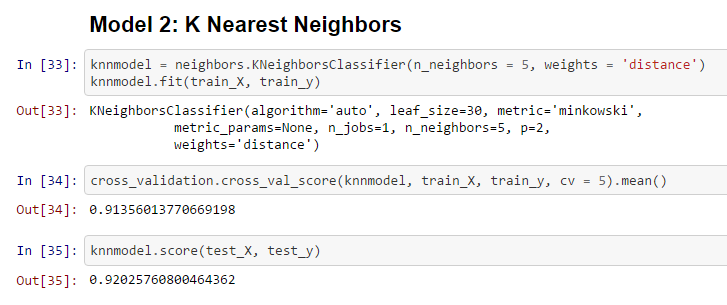 Model 2: K Nearest Neighbors
In [33]: knnmodel = neighbors.KNeighborsClassifier(n_neighbors = 5, weights = 'distance')
knnmodel.fit(train_X, train_y)
Out[33]: KNeighborsClassifier(algorithm='auto', leaf_size=30, metric='minkowski',
metric_params=None, n_jobs=1, n_neighbors=5, p=2,
weights='distance')
In [34]: cross_validation.cross_val_score(knnmodel, train_X, train_y, cv = 5).mean()
Out[34]: 0.91356013770669198
In [35]: knnmodel.score(test_X, test_y)
Out[35]: 0.92025760800464362